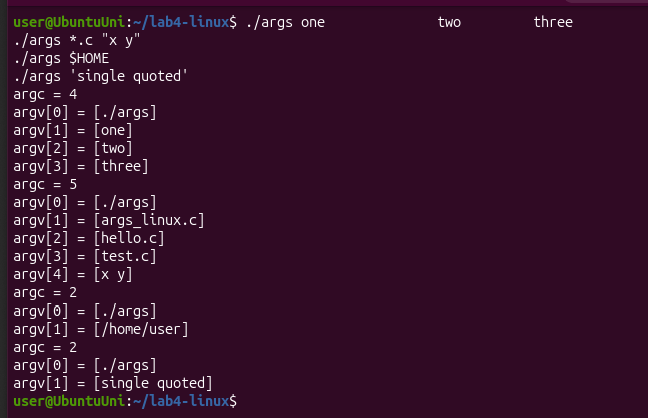 user@UbuntuUni:~/lab4-linux$ ./args one              two         three
./args *.c "x y"
./args $HOME
./args 'single quoted'
argc = 4
argv[0] = [./args]
argv[1] = [one]
argv[2] = [two]
argv[3] = [three]
argc = 5
argv[0] = [./args]
argv[1] = [args_linux.c]
argv[2] = [hello.c]
argv[3] = [test.c]
argv[4] = [x y]
argc = 2
argv[0] = [./args]
argv[1] = [/home/user]
argc = 2
argv[0] = [./args]
argv[1] = [single quoted]
user@UbuntuUni:~/lab4-linux$